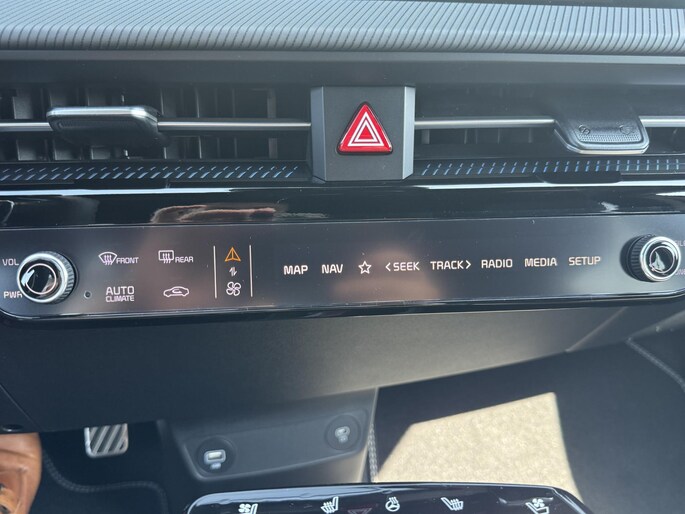 VOL
PWR
FRONT
REAR
AUTO
CLIMATE
MAP NAV < SEEK TRACK > RADIO MEDIA SETUP